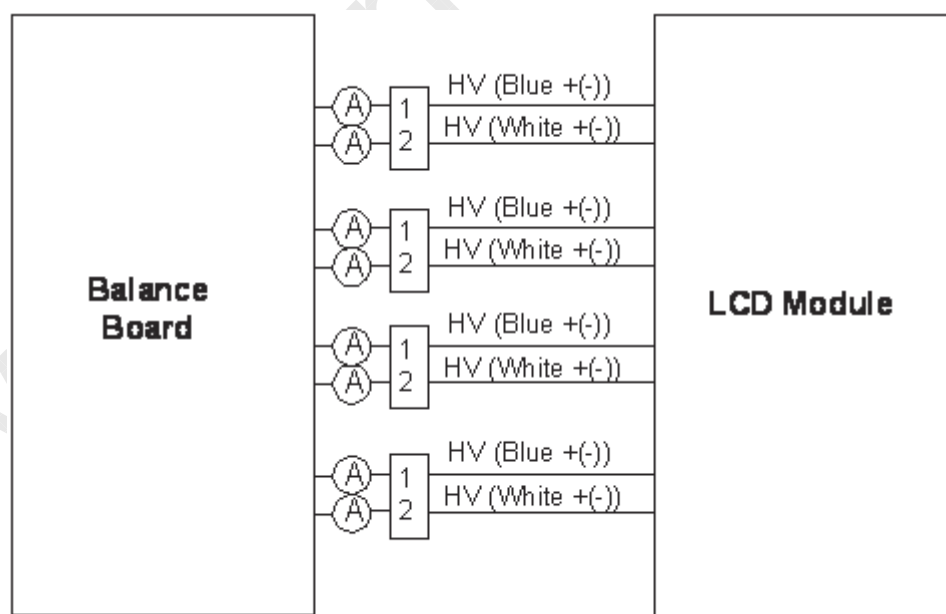 HV (Blue +(-))
A
1
HV (White +(-))
A
2
HV (Blue +(-))
A
1
HV (White +(-))
A
2
Balance
Board
LCD Module
HV (Blue +(-))
A
1
HV (White +(-))
A
2
HV (Blue +(-))
A
1
HV (White +(-))
A
2